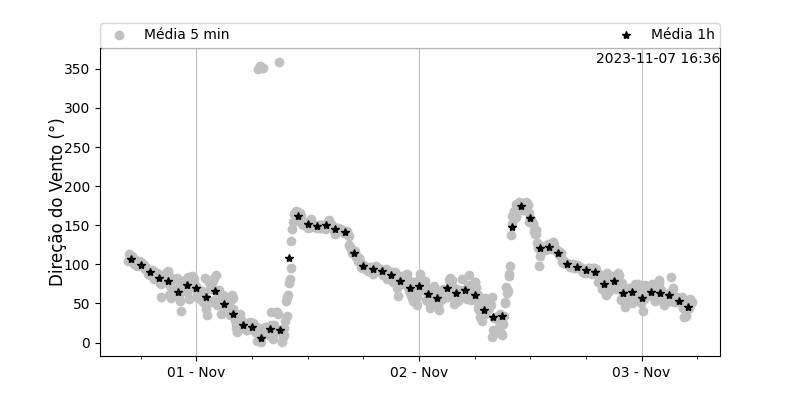 Média 5 min
Média 1h
2023-11-07 16:36
Direção do Vento (°)
350
300
250
200
150
100
50
0
01 - Nov
02 - Nov
03 - Nov